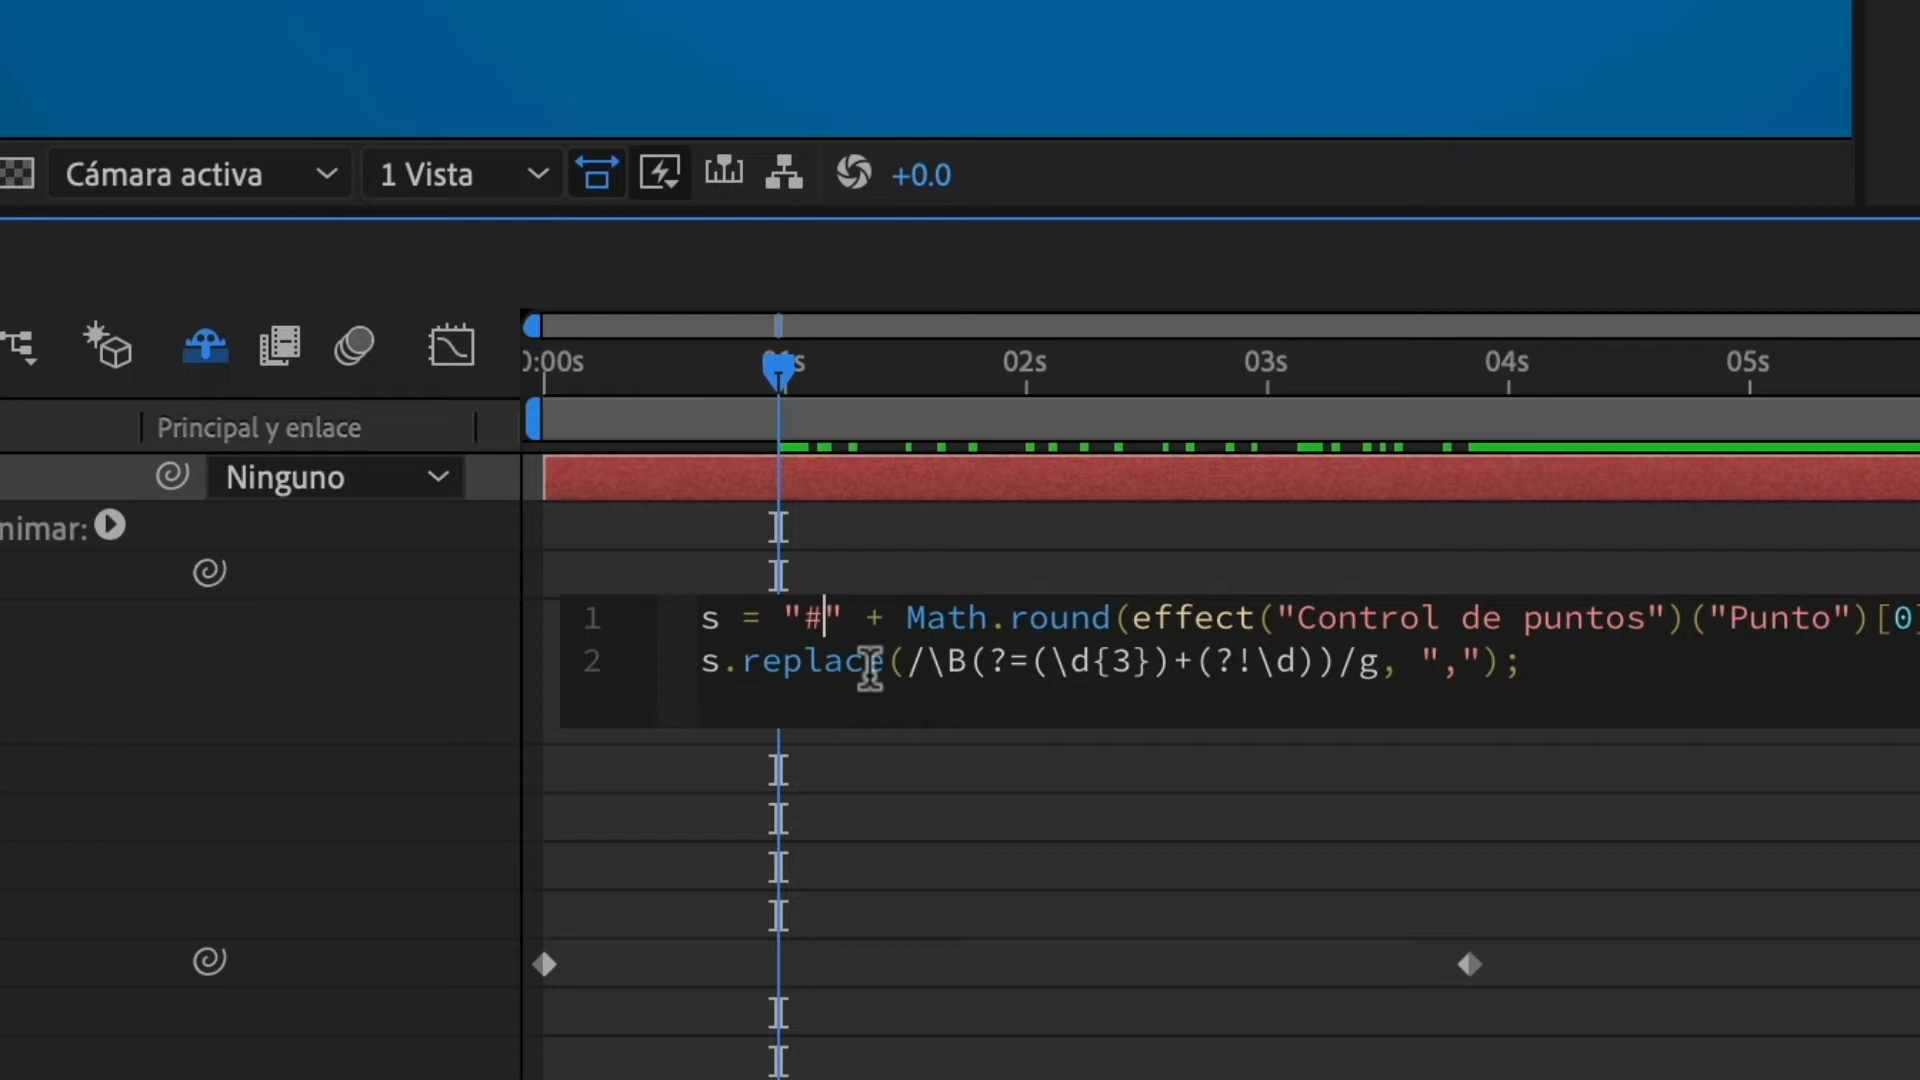 Cámara activa
1 Vista
+0.0
0:00s
02s
03s
04s
05s
Principal y enlace
Ninguno
nimar:
1 s = "#" + Math.round(effect("Control de puntos")("Punto")[0]
2 s.replace(/\B(?=(\d{3})+(?!\d))/g, ",");